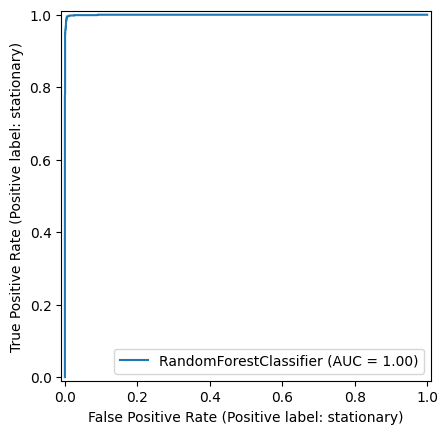 True Positive Rate (Positive label: stationary)
1.0
0.8
0.6
0.4
0.2
0.0
RandomForestClassifier (AUC = 1.00)
0.0 0.2 0.4 0.6 0.8 1.0
False Positive Rate (Positive label: stationary)